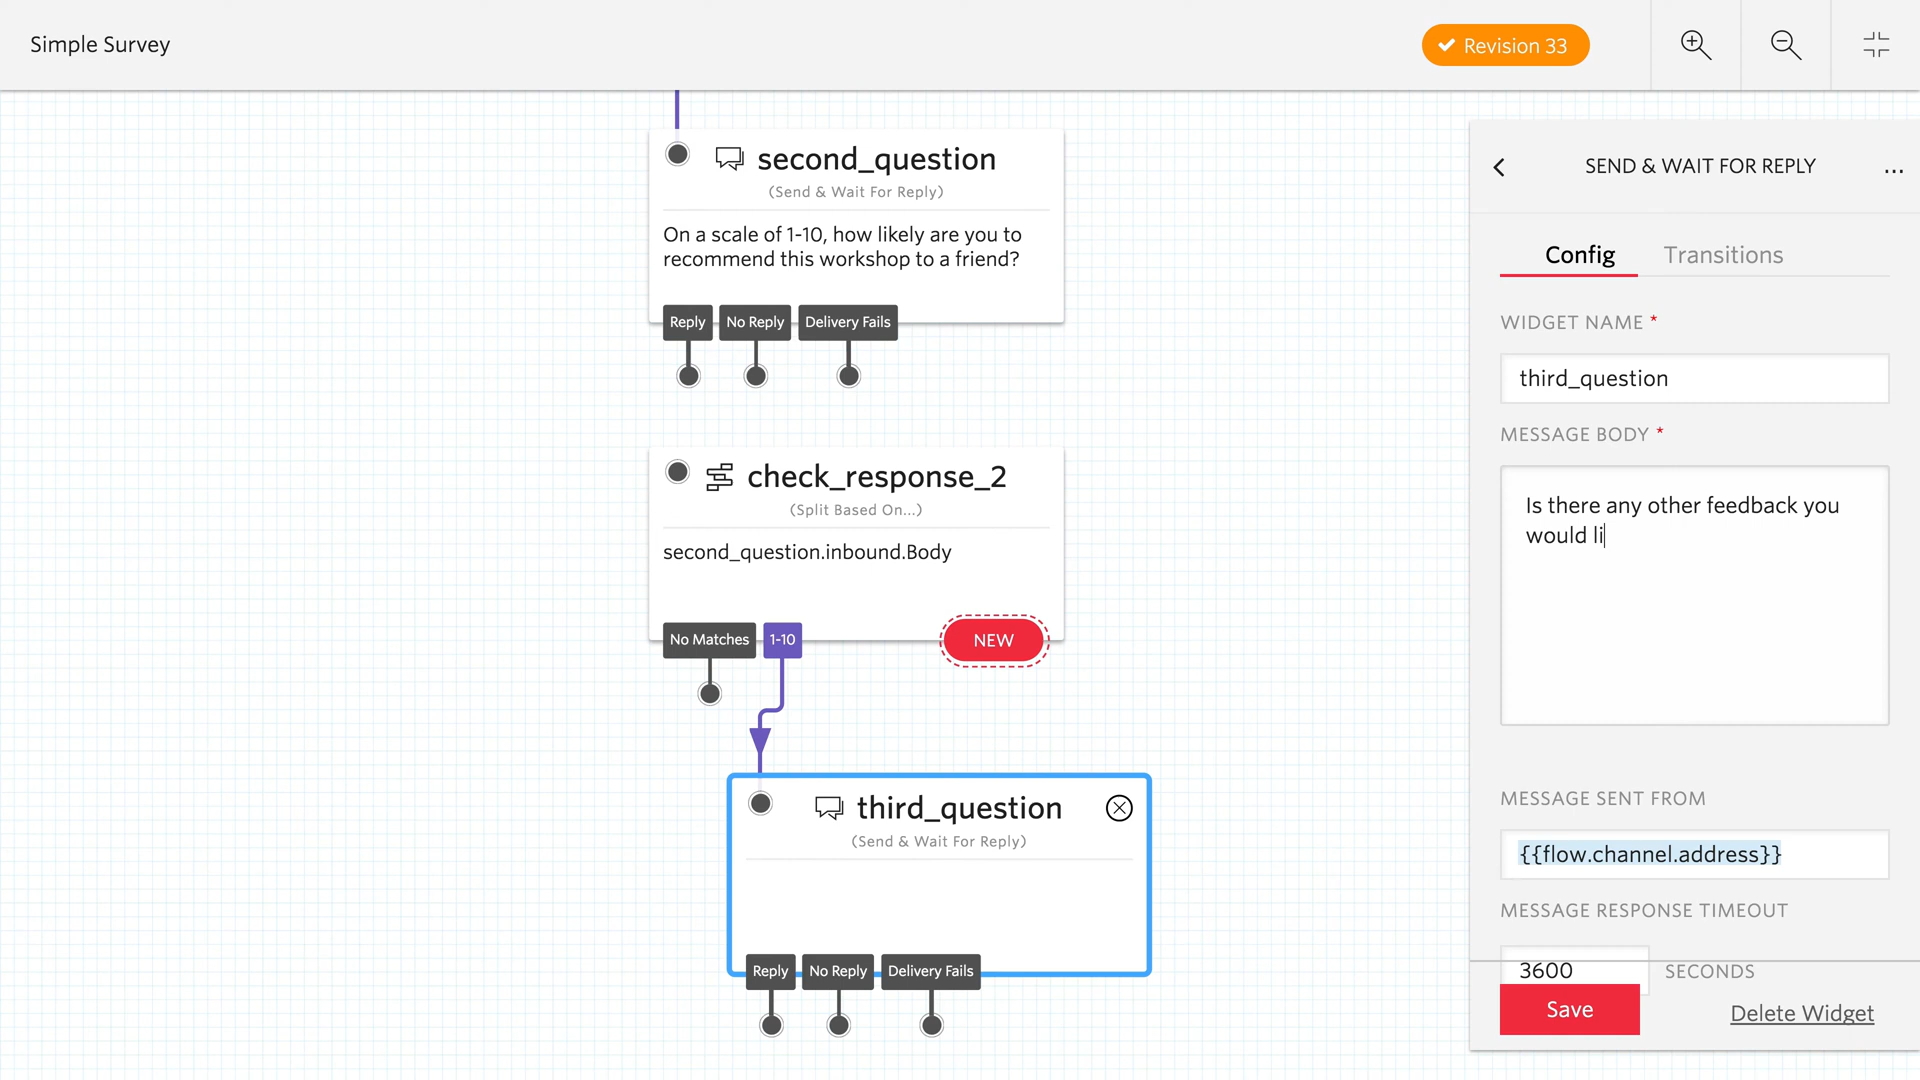 Simple Survey
Revision 33
second_question
(Send & Wait For Reply)
On a scale of 1-10, how likely are you to
recommend this workshop to a friend?
Reply
No Reply
Delivery Fails
check_response_2
(Split Based On...)
second_question.inbound.Body
No Matches
1-10
NEW
third_question
(Send & Wait For Reply)
Reply
No Reply
Delivery Fails
SEND & WAIT FOR REPLY
...
Config
Transitions
WIDGET NAME *
third_question
MESSAGE BODY *
Is there any other feedback you
would li
MESSAGE SENT FROM
{{flow.channel.address}}
MESSAGE RESPONSE TIMEOUT
3600
SECONDS
Save
Delete Widget